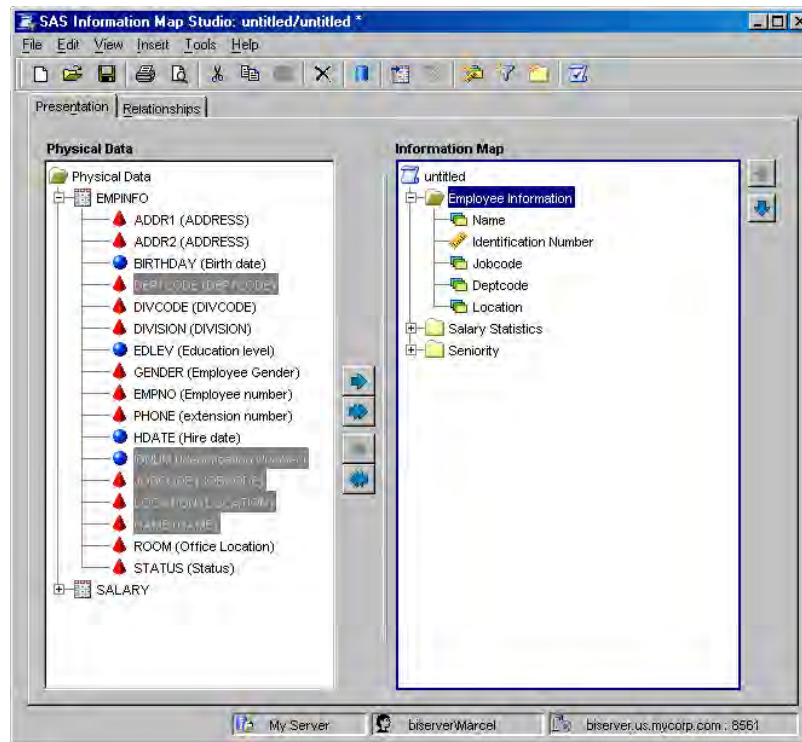 SAS Information Map Studio: untitled/untitled *
File Edit View Insert Tools Help
Presentation Relationships
Physical Data
Physical Data
EMPINFO
ADDR1 (ADDRESS)
ADDR2 (ADDRESS)
BIRTHDAY (Birth date)
DEPTCODE (DEPTCODE)
DIVCODE (DIVCODE)
DIVISION (DIVISION)
EDLEV (Education level)
GENDER (Employee Gender)
EMPNO (Employee number)
PHONE (extension number)
HDATE (Hire date)
IDNUM (Identification Number)
JOBCODE (JOBCODE)
LOCATION (LOCATION)
NAME (NAME)
ROOM (Office Location)
STATUS (Status)
SALARY
Information Map
untitled
Employee Information
Name
Identification Number
Jobcode
Deptcode
Location
Salary Statistics
Seniority
My Server biserver\Marcel biserver.us.mycorp.com : 8561